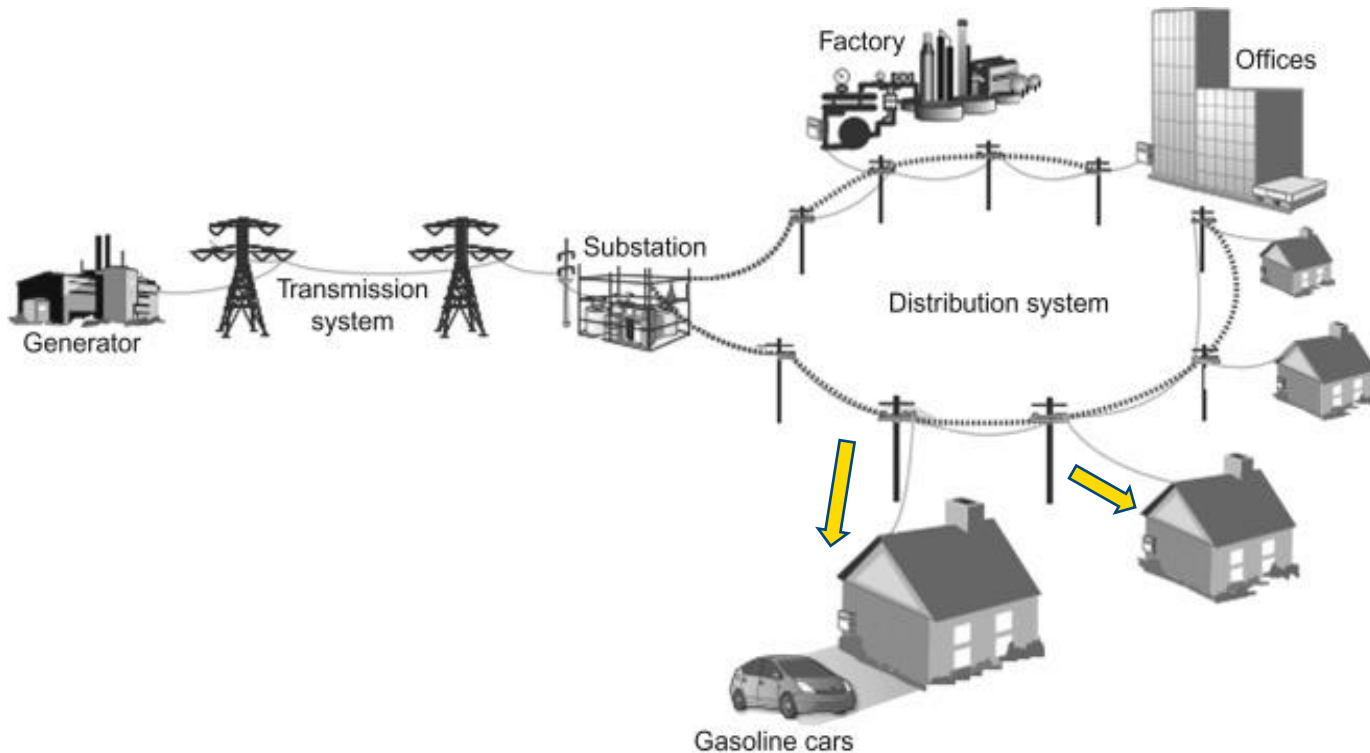 Factory
Offices
Substation
Transmission
system
Generator
Distribution system
Gasoline cars